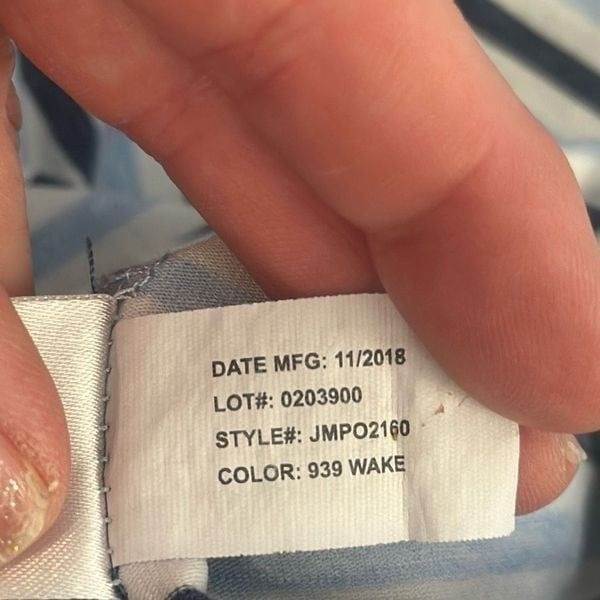 DATE MFG: 11/2018
LOT#: 0203900
STYLE#: JMPO2160
COLOR: 939 WAKE